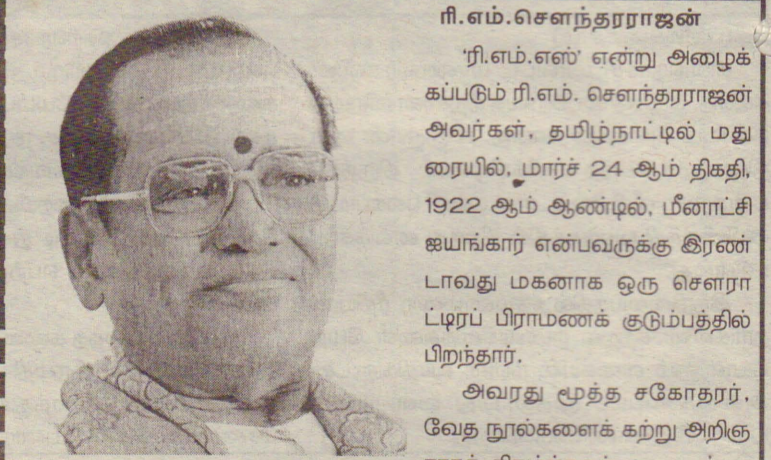 ரி.எம்.சௌந்தரராஜன்
'ரி.எம்.எஸ்' என்று அழைக்
கப்படும் ரி.எம். சௌந்தரராஜன்
அவர்கள், தமிழ்நாட்டில் மது
ரையில், மார்ச் 24 ஆம் திகதி,
1922 ஆம் ஆண்டில், மீனாட்சி
ஐயங்கார் என்பவருக்கு இரண்
டாவது மகனாக ஒரு சௌரா
ட்டிரப் பிராமணக் குடும்பத்தில்
பிறந்தார்.
அவரது மூத்த சகோதரர்,
வேத நூல்களைக் கற்று அறிஞ